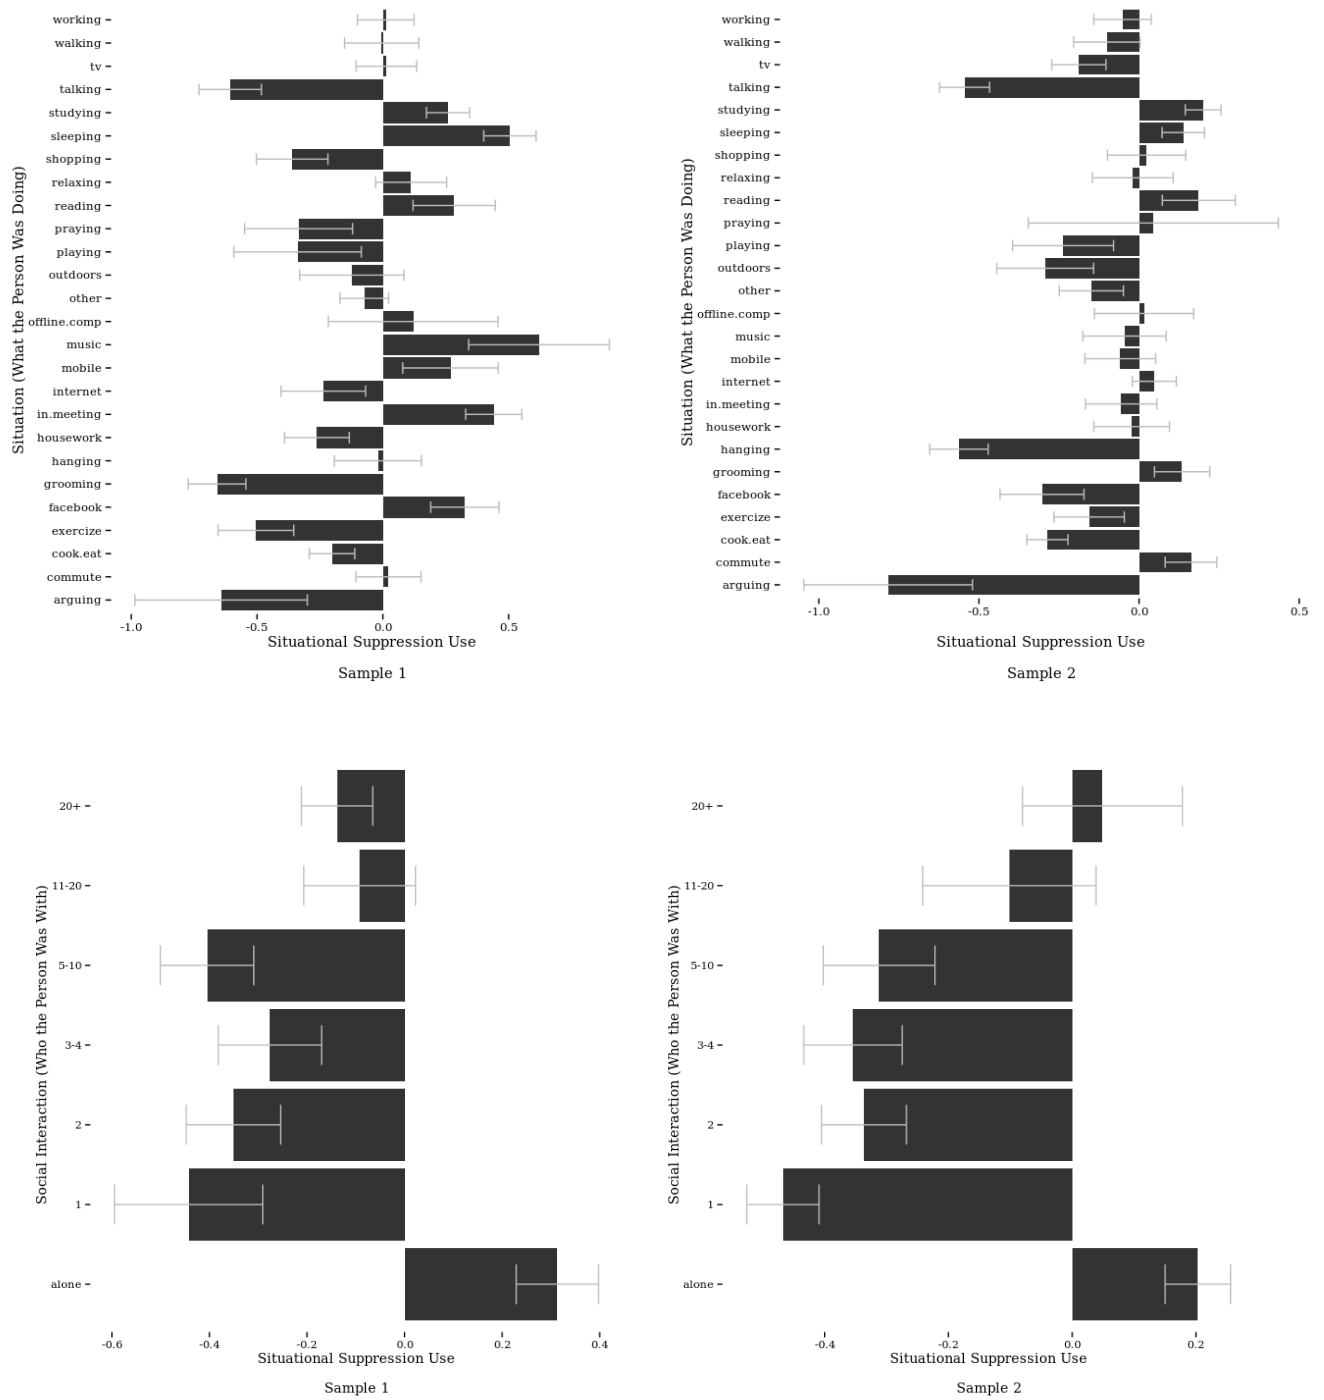 working
walking
tv
talking
studying
sleeping
shopping
relaxing
reading
praying
playing
outdoors
other
offline.comp
music
mobile
internet
in.meeting
housework
hanging
grooming
facebook
exercize
cook.eat
commute
arguing
Situation (What the Person Was Doing)
-1.0 -0.5 0.0 0.5
Situational Suppression Use
Sample 1
working
walking
tv
talking
studying
sleeping
shopping
relaxing
reading
praying
playing
outdoors
other
offline.comp
music
mobile
internet
in.meeting
housework
hanging
grooming
facebook
exercize
cook.eat
commute
arguing
Situation (What the Person Was Doing)
-1.0 -0.5 0.0 0.5
Situational Suppression Use
Sample 2
20+
11-20
5-10
3-4
2
1
alone
Social Interaction (Who the Person Was With)
-0.6 -0.4 -0.2 0.0 0.2 0.4
Situational Suppression Use
Sample 1
20+
11-20
5-10
3-4
2
1
alone
Social Interaction (Who the Person Was With)
-0.4 -0.2 0.0 0.2
Situational Suppression Use
Sample 2